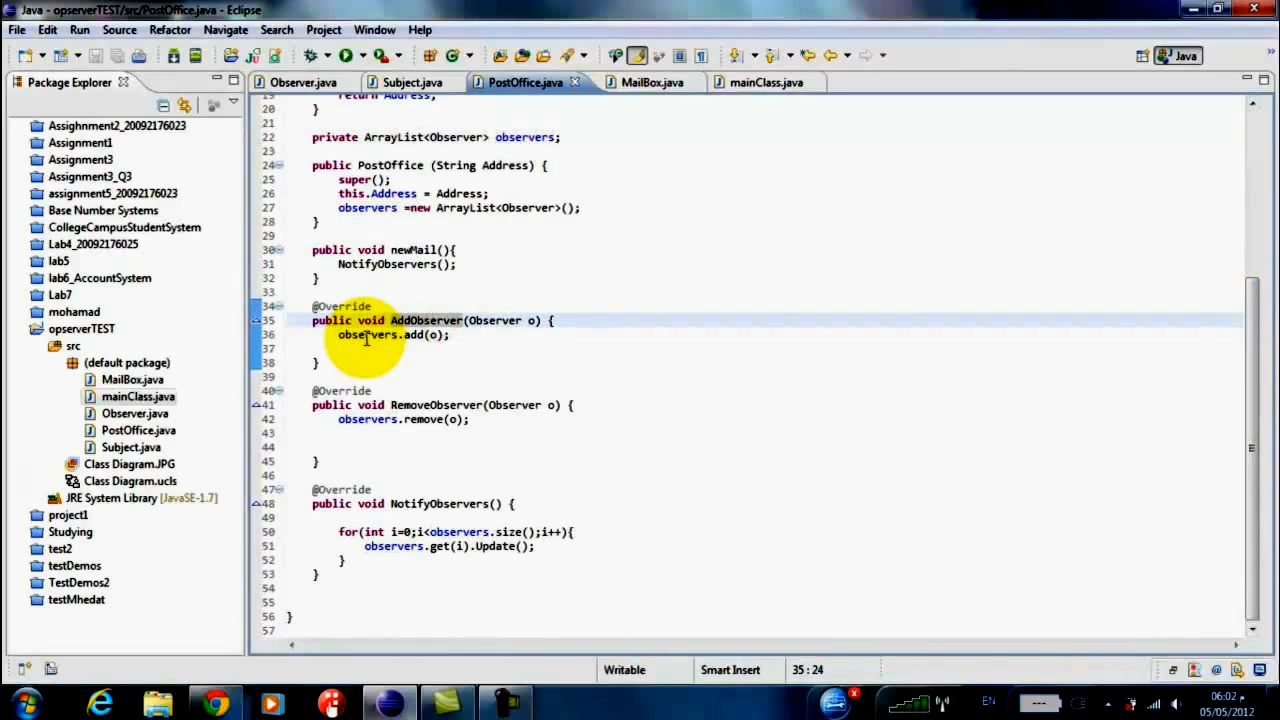 Java - opserverTEST/src/PostOffice.java - Eclipse
File Edit Run Source Refactor Navigate Search Project Window Help
Java
Package Explorer
Observer.java Subject.java PostOffice.java MailBox.java mainClass.java
Assighnment2_20092176023
Assignment1
Assignment3
Assignment3_Q3
assignment5_20092176023
Base Number Systems
CollegeCampusStudentSystem
Lab4_20092176025
lab5
lab6_AccountSystem
Lab7
mohamad
opserverTEST
src
(default package)
MailBox.java
mainClass.java
Observer.java
PostOffice.java
Subject.java
Class Diagram.JPG
Class Diagram.ucls
JRE System Library [JavaSE-1.7]
project1
Studying
test2
testDemos
TestDemos2
testMhedat
19 return Address;
20 }
21
22 private ArrayList<Observer> observers;
23
24 public PostOffice (String Address) {
25 super();
26 this.Address = Address;
27 observers =new ArrayList<Observer>();
28 }
29
30 public void newMail(){
31 NotifyObservers();
32 }
33
34 @Override
35 public void AddObserver(Observer o) {
36 observers.add(o);
37
38 }
39
40 @Override
41 public void RemoveObserver(Observer o) {
42 observers.remove(o);
43
44
45 }
46
47 @Override
48 public void NotifyObservers() {
49
50 for(int i=0;i<observers.size();i++){
51 observers.get(i).Update();
52 }
53 }
54
55
56 }
57
Writable Smart Insert 35 : 24
EN
06:02 م
05/05/2012